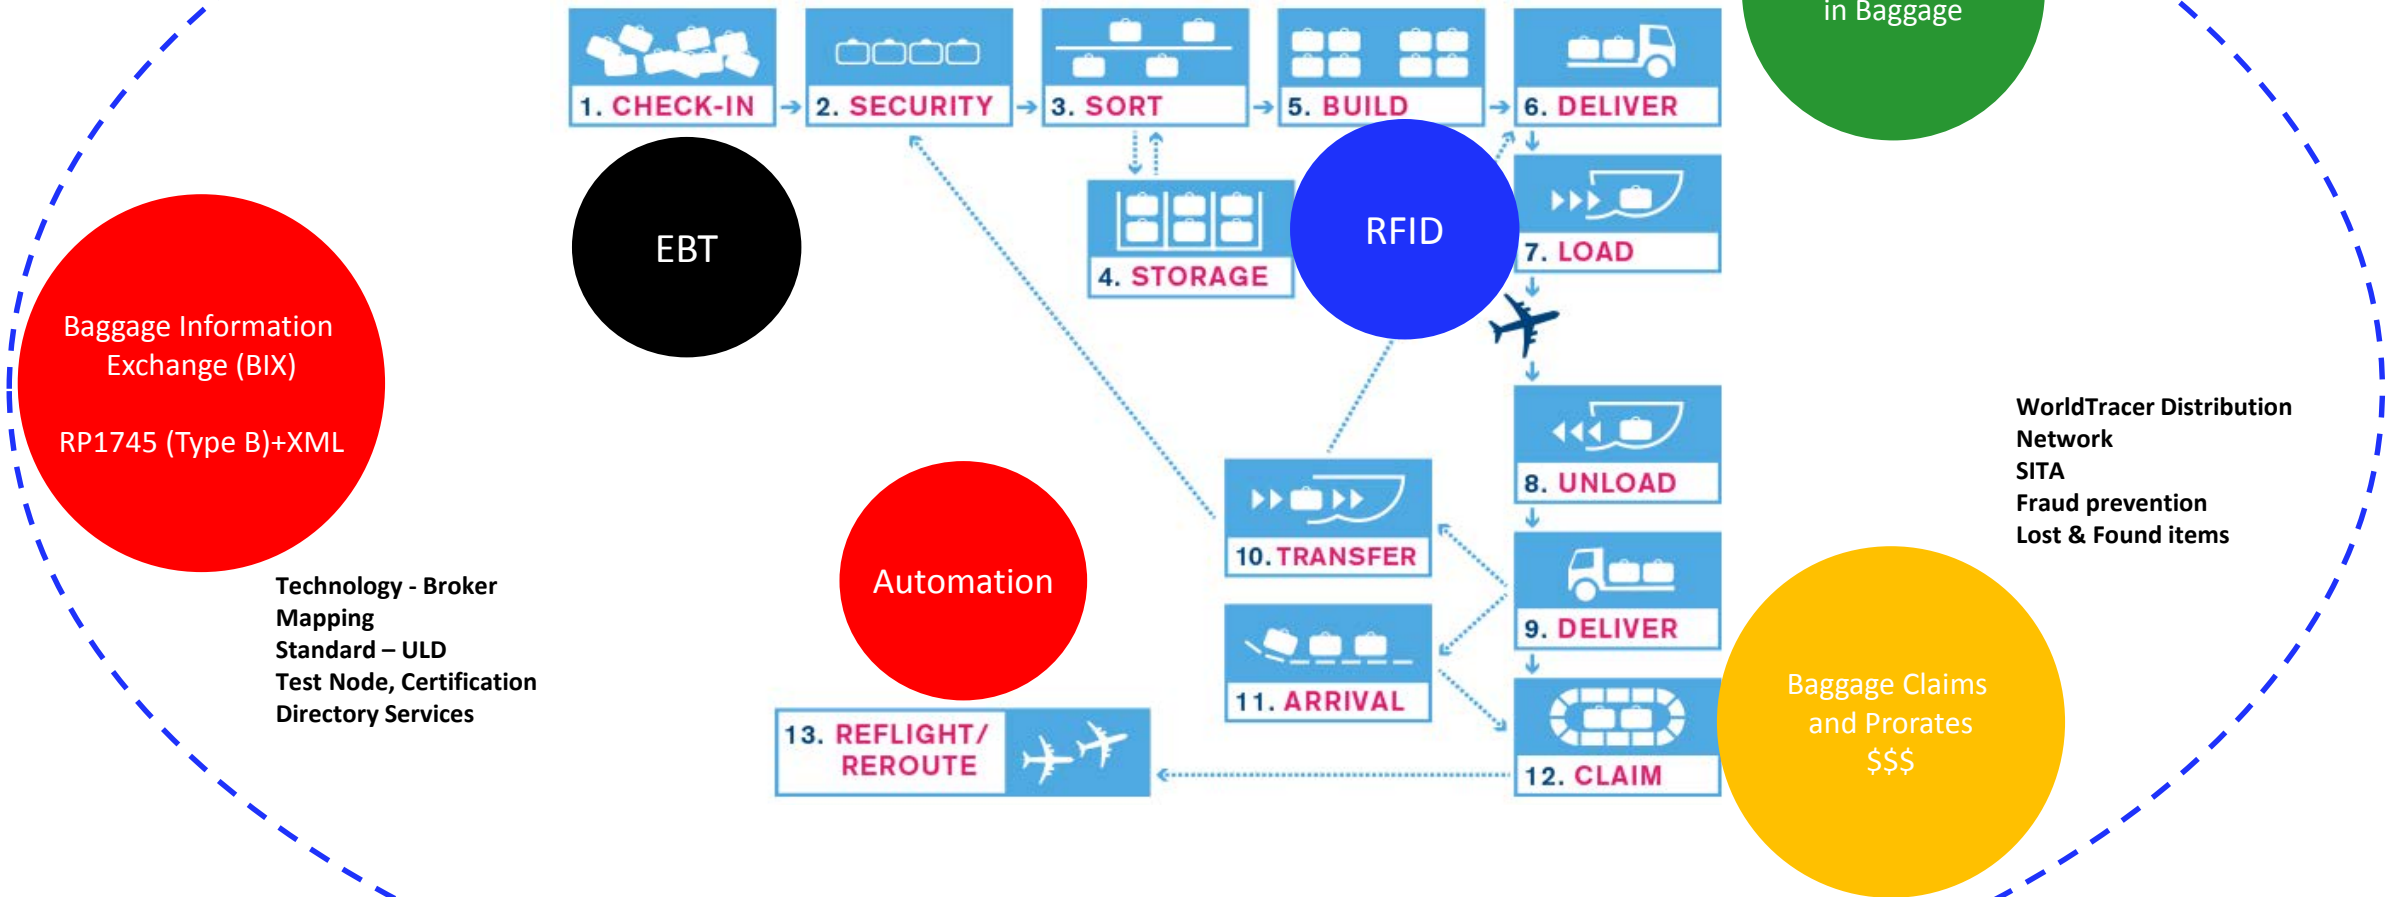 in Baggage
1. CHECK-IN
2. SECURITY
3. SORT
5. BUILD
6. DELIVER
EBT
RFID
4. STORAGE
7. LOAD
Baggage Information
Exchange (BIX)
RP1745 (Type B)+XML
WorldTracer Distribution
Network
SITA
Fraud prevention
Lost & Found items
8. UNLOAD
10. TRANSFER
Automation
Technology - Broker
Mapping
Standard – ULD
Test Node, Certification
Directory Services
9. DELIVER
11. ARRIVAL
Baggage Claims
and Prorates
$$$
13. REFLIGHT/
REROUTE
12. CLAIM